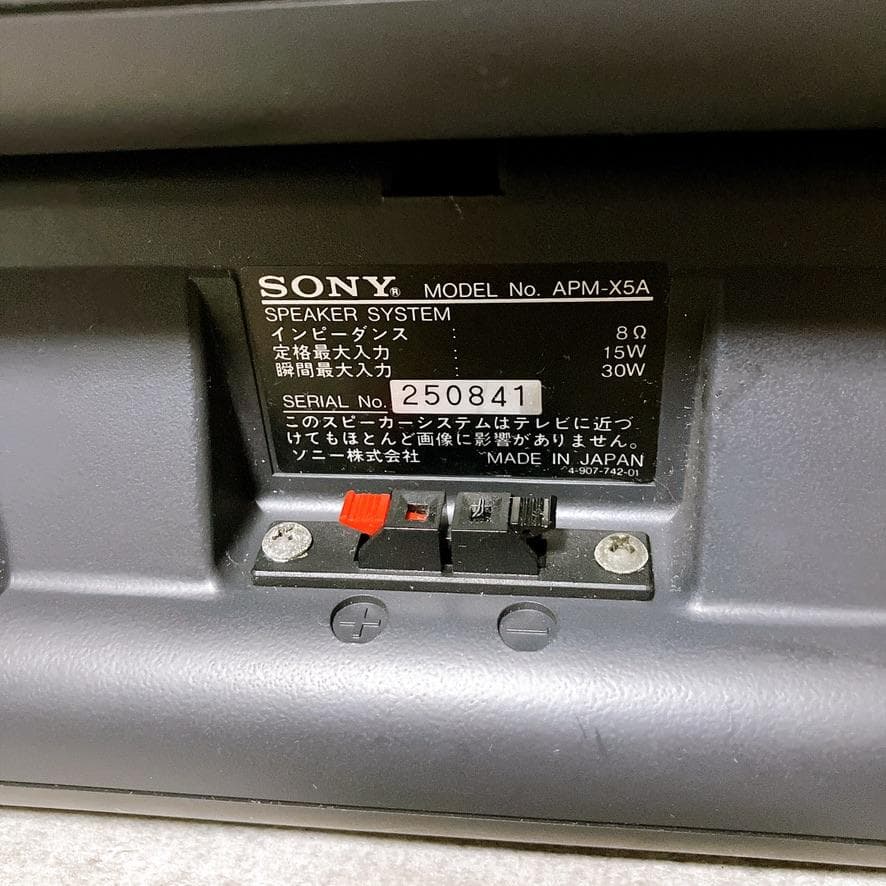 SONY® MODEL No. APM-X5A
SPEAKER SYSTEM
インピーダンス : 8Ω
定格最大入力 : 15W
瞬間最大入力 : 30W
SERIAL No. 250841
このスピーカーシステムはテレビに近づ
けてもほとんど画像に影響がありません。
ソニー株式会社 MADE IN JAPAN
4-907-742-01
+ −